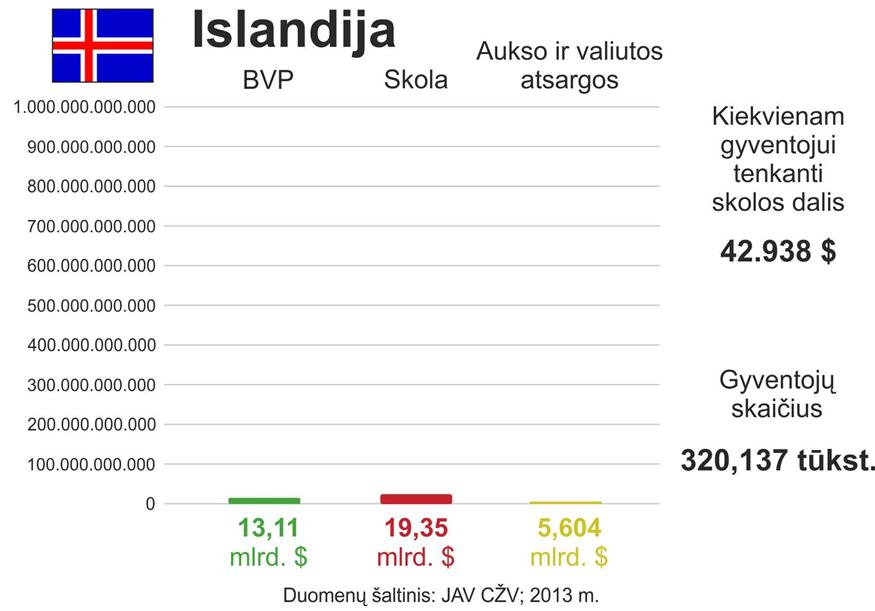 Islandija
BVP
Skola
Aukso ir valiutos
atsargos
1.000.000.000.000
900.000.000.000
800.000.000.000
700.000.000.000
600.000.000.000
500.000.000.000
400.000.000.000
300.000.000.000
200.000.000.000
100.000.000.000
0
13,11
mlrd. $
19,35
mlrd. $
5,604
mlrd. $
Kiekvienam
gyventojui
tenkanti
skolos dalis
42.938 $
Gyventojų
skaičius
320,137 tūkst.
Duomenų šaltinis: JAV CŽV; 2013 m.